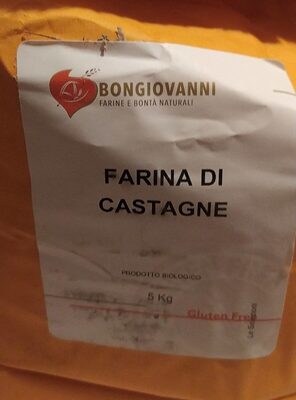 BONGIOVANNI
FARINE E BONTÀ NATURALI
FARINA DI
CASTAGNE
PRODOTTO BIOLOGICO
5 Kg
Gluten Free